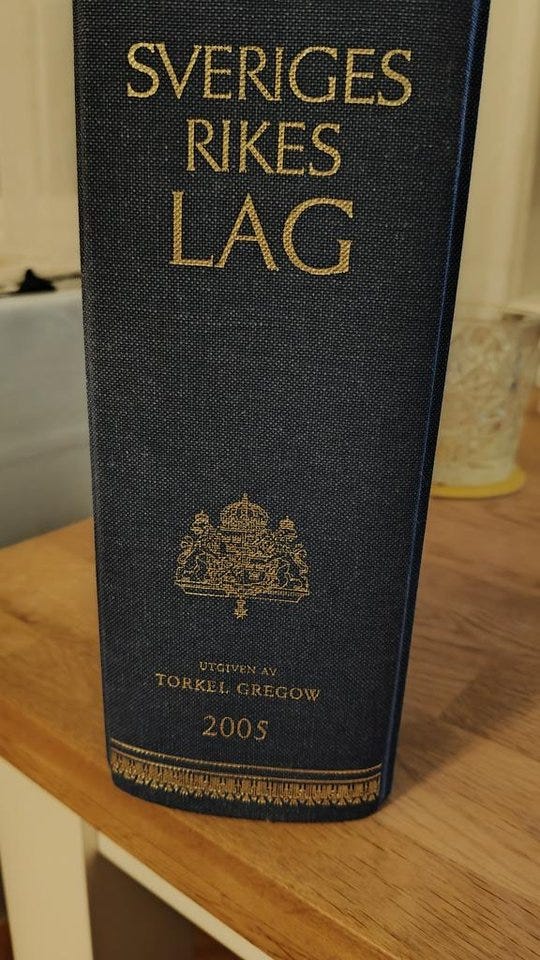 SVERIGES
RIKES
LAG
UTGIVEN AV
TORKEL GREGOW
2005